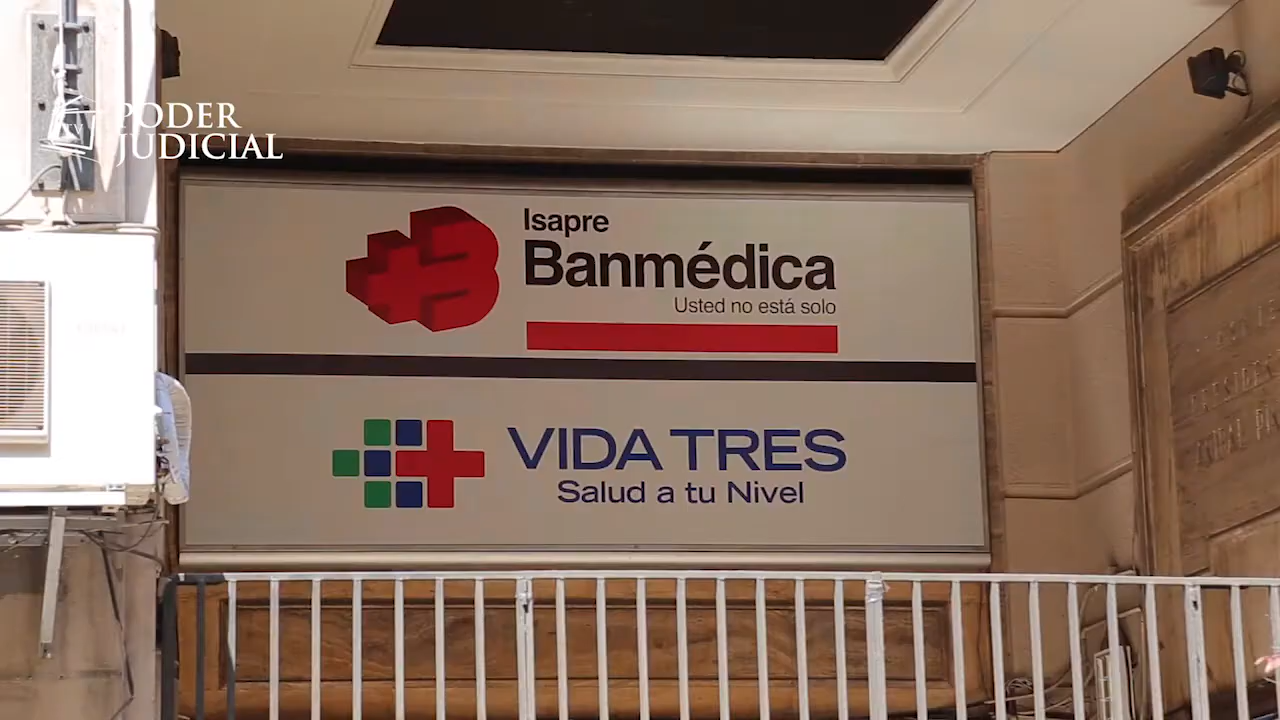 PODER
JUDICIAL
Isapre
Banmédica
Usted no está solo
VIDA TRES
Salud a tu Nivel